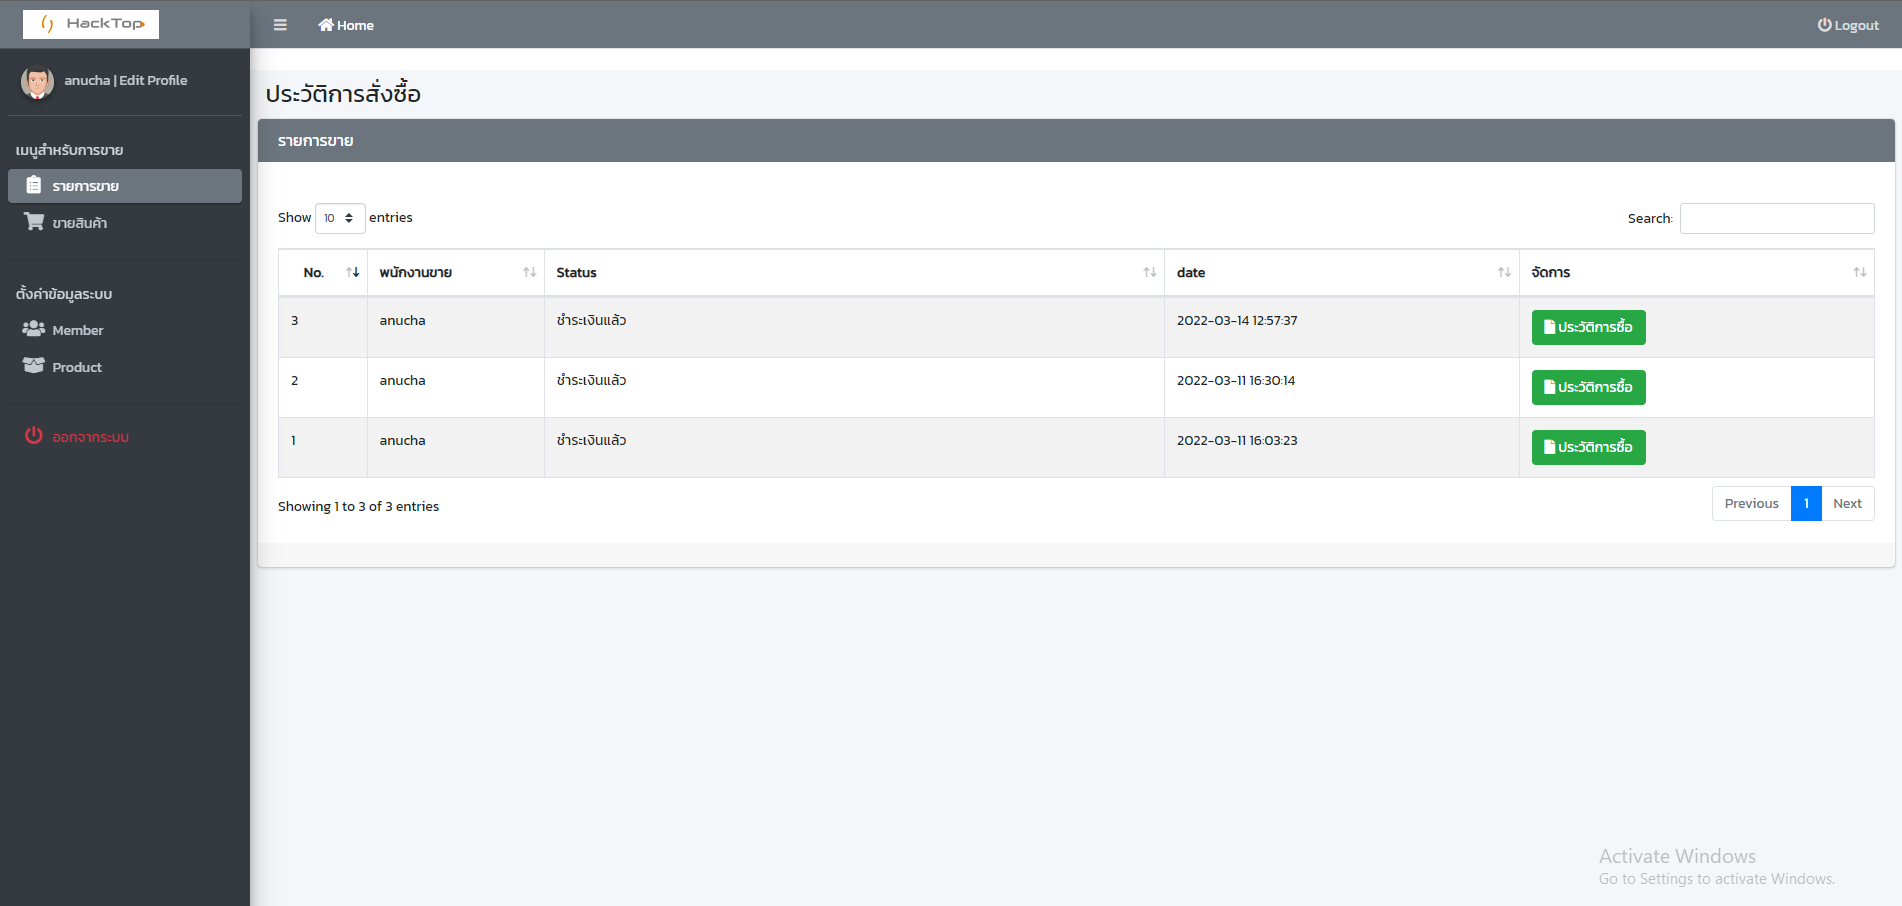 HackTop
Home
Logout
anucha | Edit Profile
เมนูสำหรับการขาย
รายการขาย
ขายสินค้า
ตั้งค่าข้อมูลระบบ
Member
Product
ออกจากระบบ
ประวัติการสั่งซื้อ
รายการขาย
Show 10 entries
Search:
No. พนักงานขาย Status date จัดการ
3 anucha ชำระเงินแล้ว 2022-03-14 12:57:37 ประวัติการซื้อ
2 anucha ชำระเงินแล้ว 2022-03-11 16:30:14 ประวัติการซื้อ
1 anucha ชำระเงินแล้ว 2022-03-11 16:03:23 ประวัติการซื้อ
Showing 1 to 3 of 3 entries
Previous 1 Next
Activate Windows
Go to Settings to activate Windows.